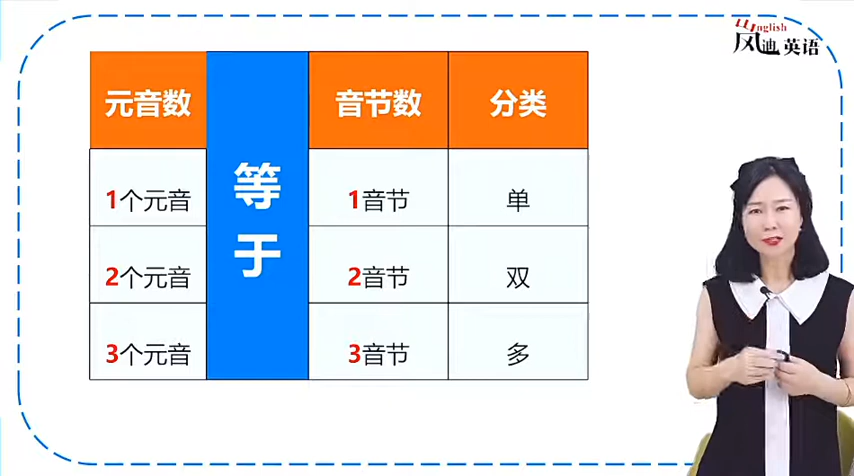 English
风迪英语
元音数 音节数 分类
等于
1个元音 1音节 单
2个元音 2音节 双
3个元音 3音节 多